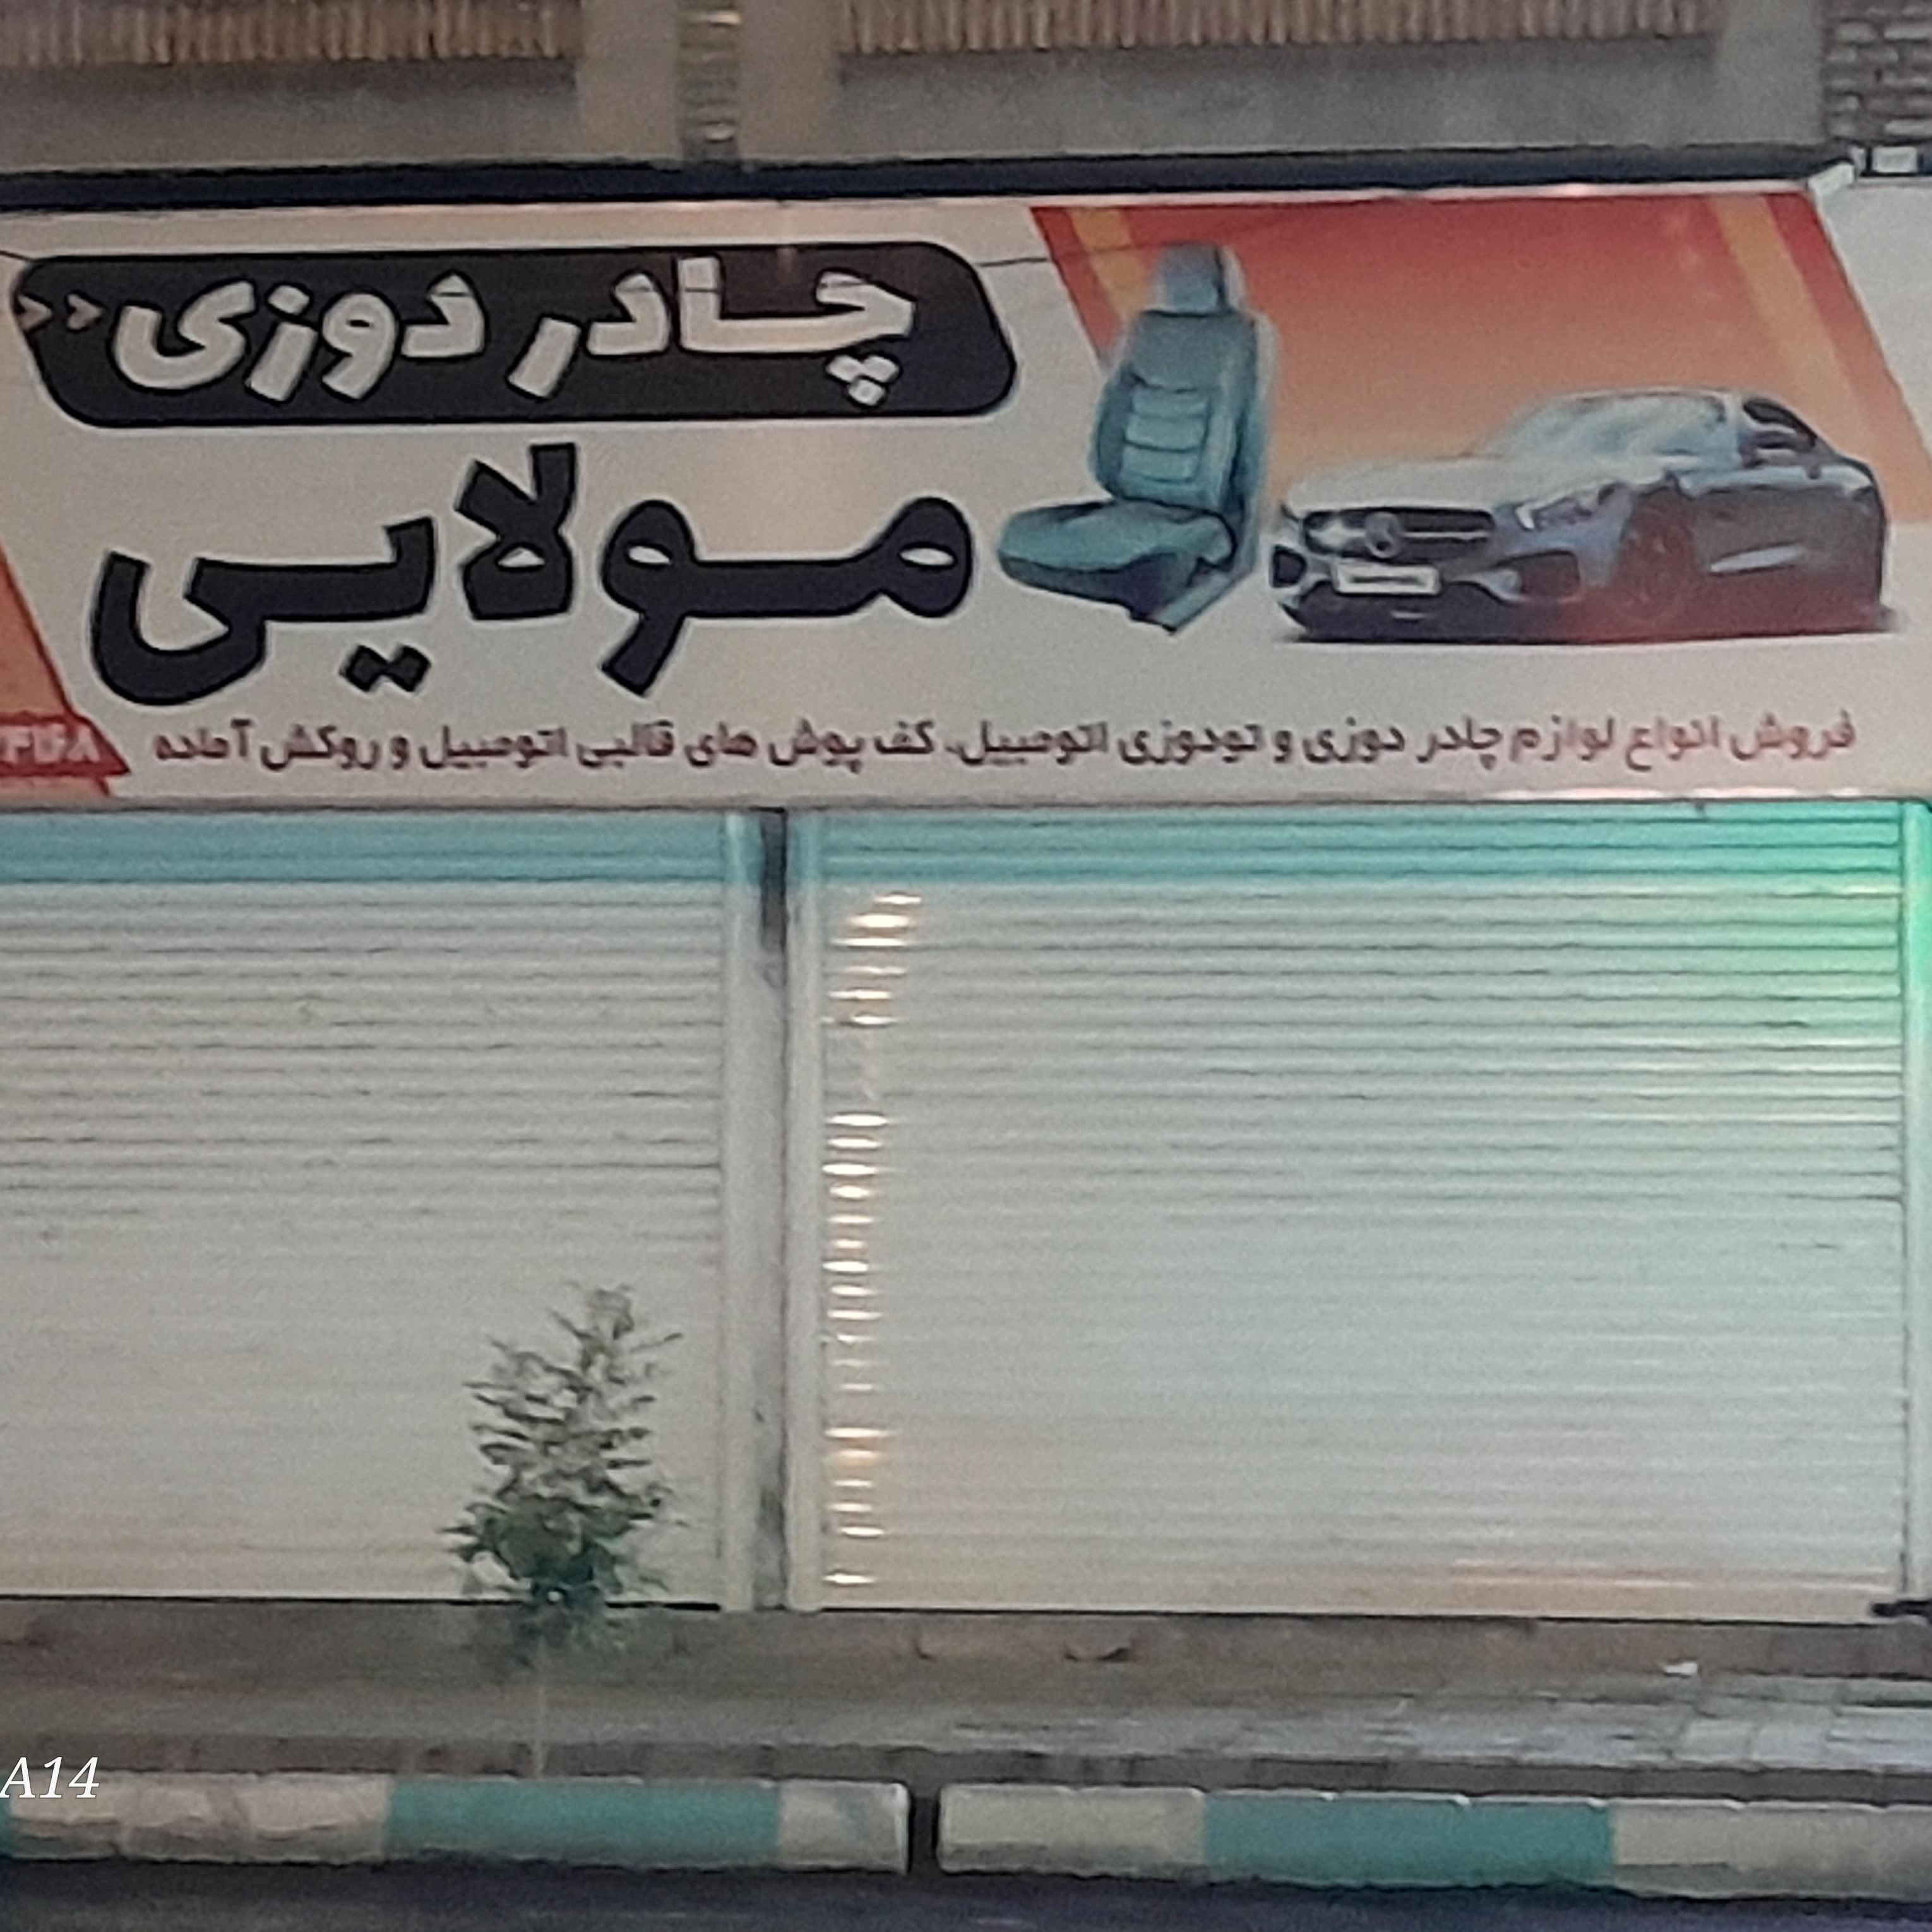 چادر دوزی
مولایی
فروش انواع لوازم چادر دوزی و تودوزی اتومبیل، کف پوش های قالبی اتومبیل و روکش آماده
A14